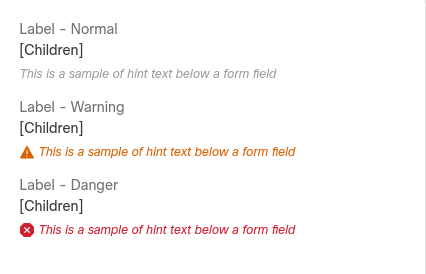 Label – Normal
[Children]
This is a sample of hint text below a form field
Label – Warning
[Children]
This is a sample of hint text below a form field
Label – Danger
[Children]
This is a sample of hint text below a form field